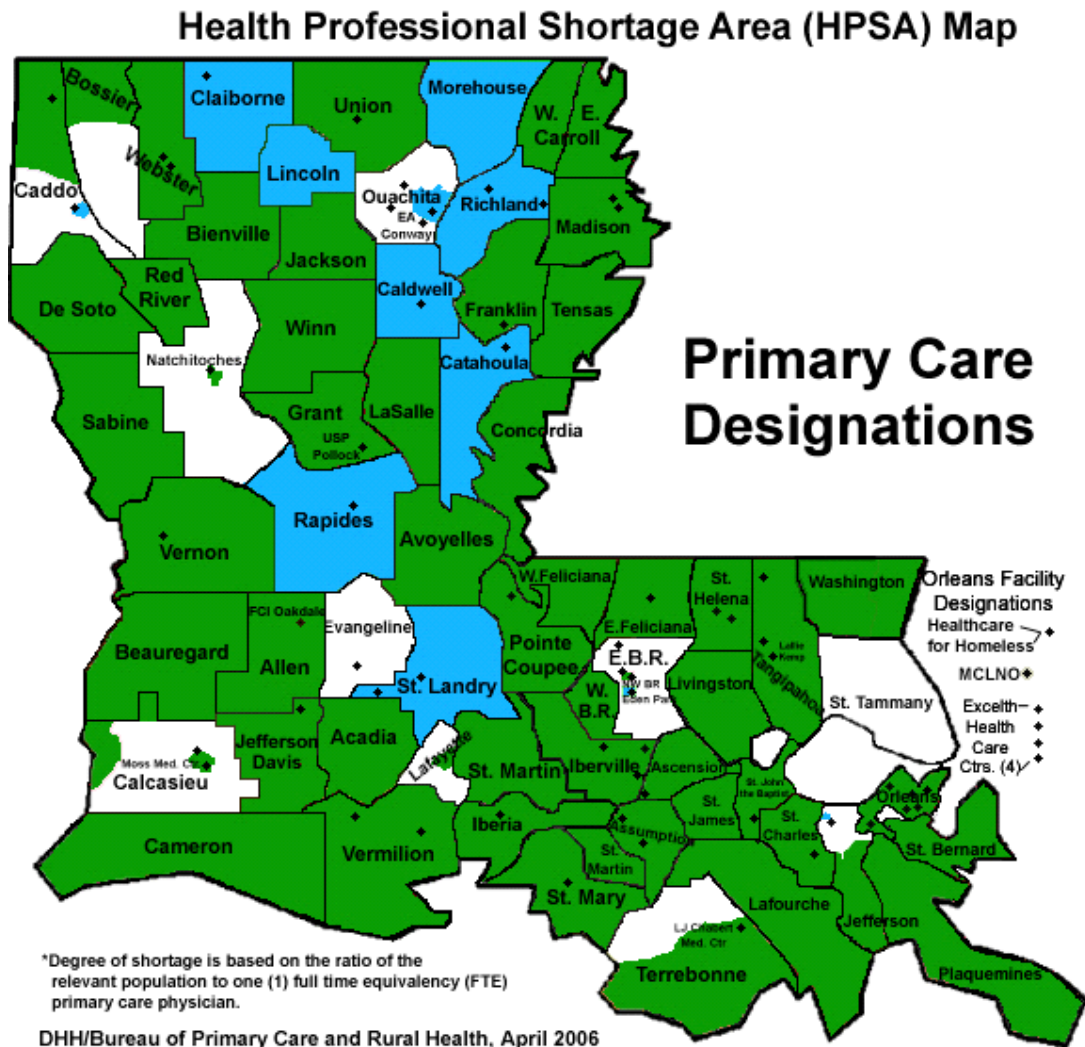 Health Professional Shortage Area (HPSA) Map
Bossier
Claiborne
Union
Morehouse
W.
Carroll
E.
Webster
Lincoln
Caddo
Ouachita
EA
Conway
Richland
Madison
Bienville
Jackson
Red
River
De Soto
Caldwell
Franklin
Tensas
Winn
Natchitoches
Catahoula
Primary Care
Designations
Sabine
Grant
USP
Pollock
LaSalle
Concordia
Rapides
Avoyelles
Vernon
W.Feliciana
St.
Helena
Washington
Orleans Facility
Designations
Healthcare
for Homeless
FCI Oakdale
Evangeline
E.Feliciana
Beauregard
Allen
Pointe
Coupee
E.B.R.
NW BR
Eden Park
Lallie
Kemp
Tangipahoa
MCLNO
St. Landry
W.
B.R.
Livingston
St. Tammany
Excelth
Health
Care
Ctrs. (4)
Jefferson
Davis
Acadia
Lafayette
Moss Med. Ctr
Calcasieu
St. Martin
Iberville
Ascension
St. John
the Baptist
Orleans
St.
James
St.
Charles
Cameron
Vermilion
Iberia
Assumption
St. Bernard
St.
Martin
St. Mary
Lafourche
Jefferson
L.J.Chabert
Med. Ctr
Terrebonne
Plaquemines
*Degree of shortage is based on the ratio of the
relevant population to one (1) full time equivalency (FTE)
primary care physician.
DHH/Bureau of Primary Care and Rural Health, April 2006